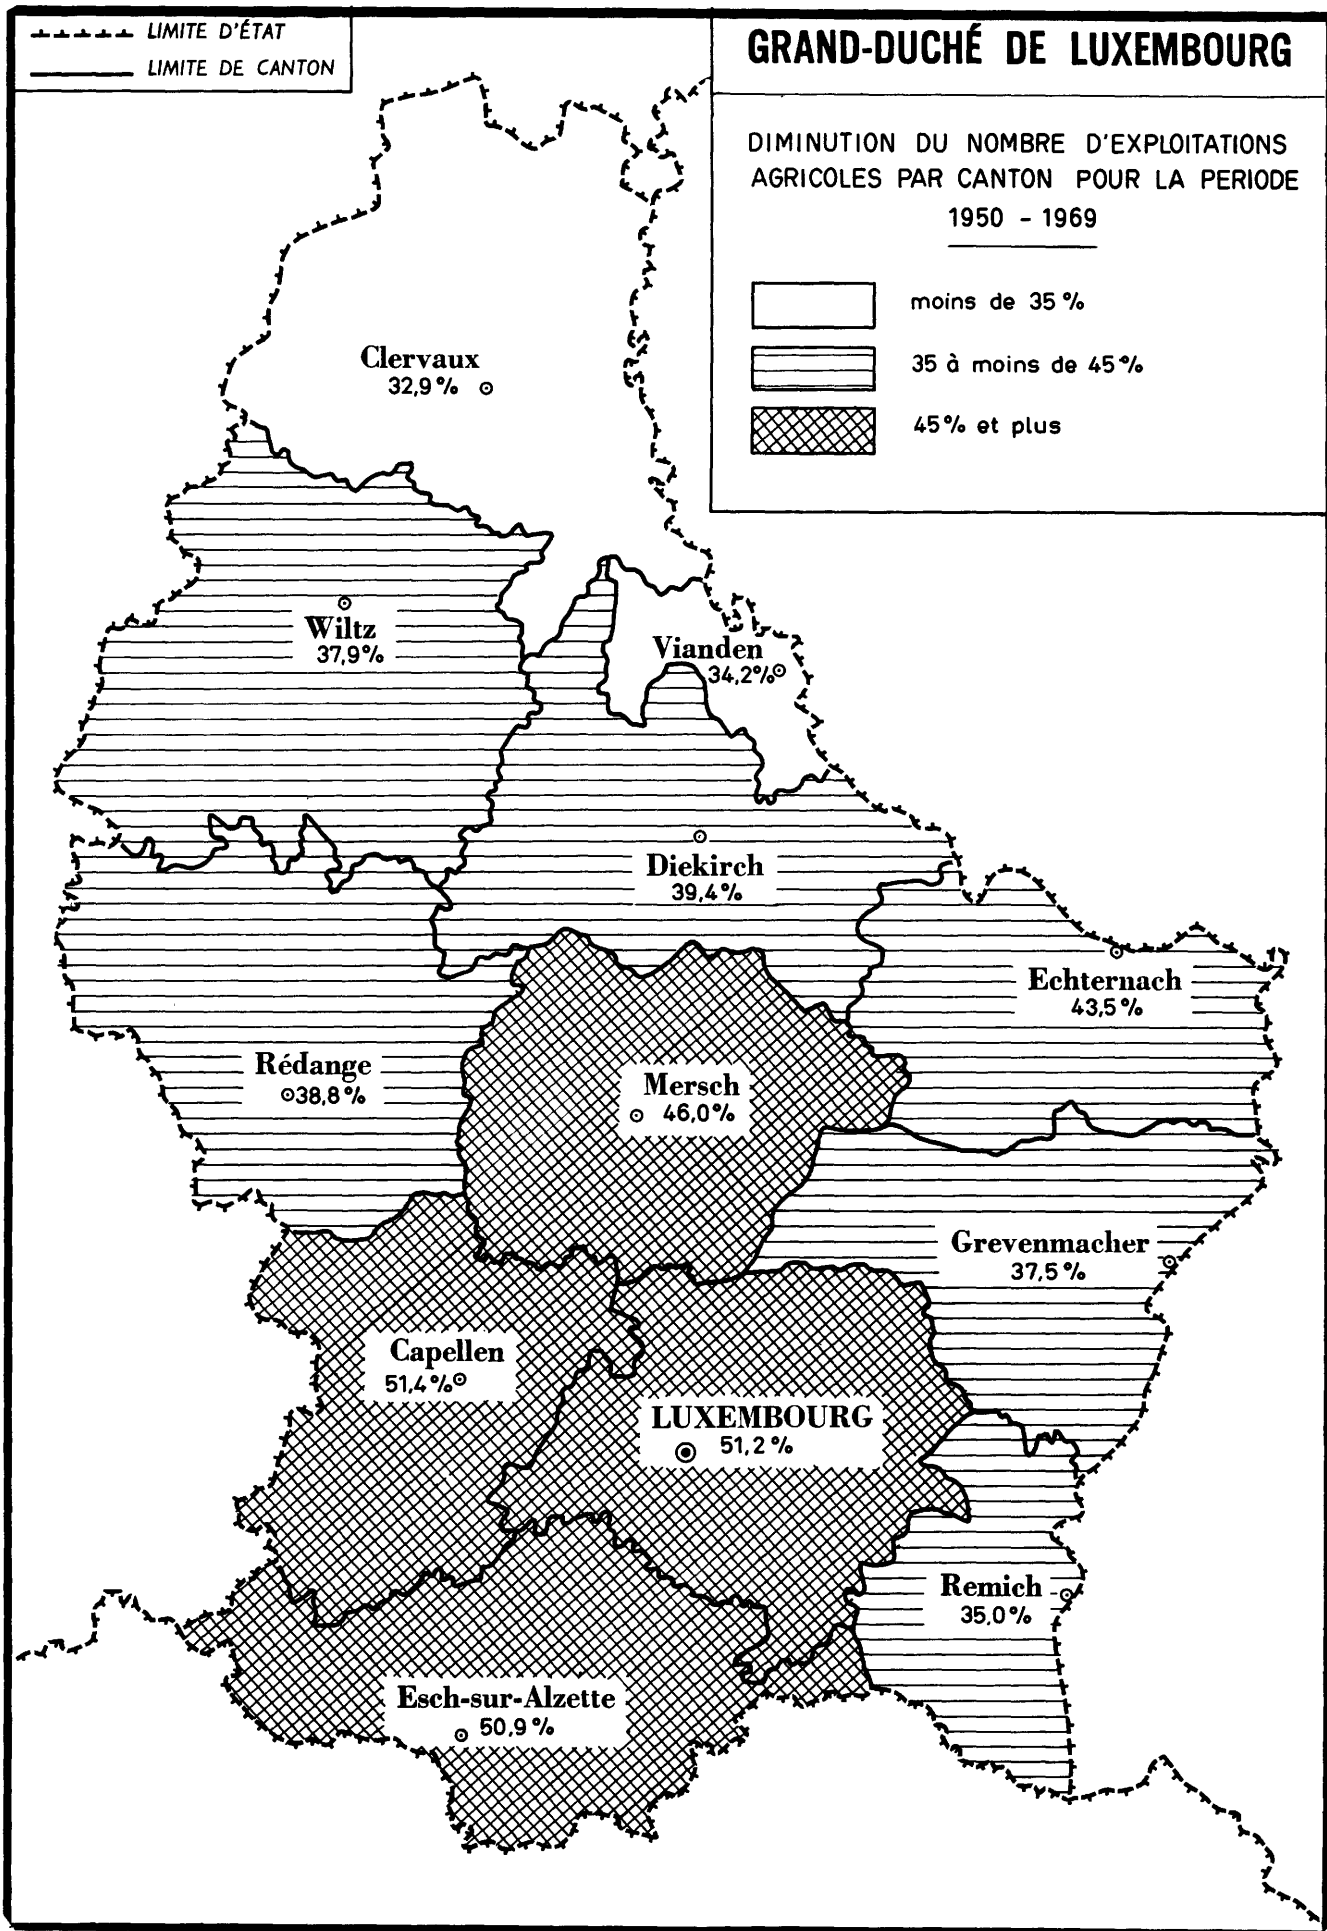 LIMITE D'ÉTAT
LIMITE DE CANTON
GRAND-DUCHÉ DE LUXEMBOURG
DIMINUTION DU NOMBRE D'EXPLOITATIONS
AGRICOLES PAR CANTON POUR LA PERIODE
1950 - 1969
moins de 35 %
35 à moins de 45 %
45 % et plus
Clervaux
32,9 %
Wiltz
37,9 %
Vianden
34,2 %
Diekirch
39,4 %
Echternach
43,5 %
Rédange
38,8 %
Mersch
46,0 %
Grevenmacher
37,5 %
Capellen
51,4 %
LUXEMBOURG
51,2 %
Remich
35,0 %
Esch-sur-Alzette
50,9 %